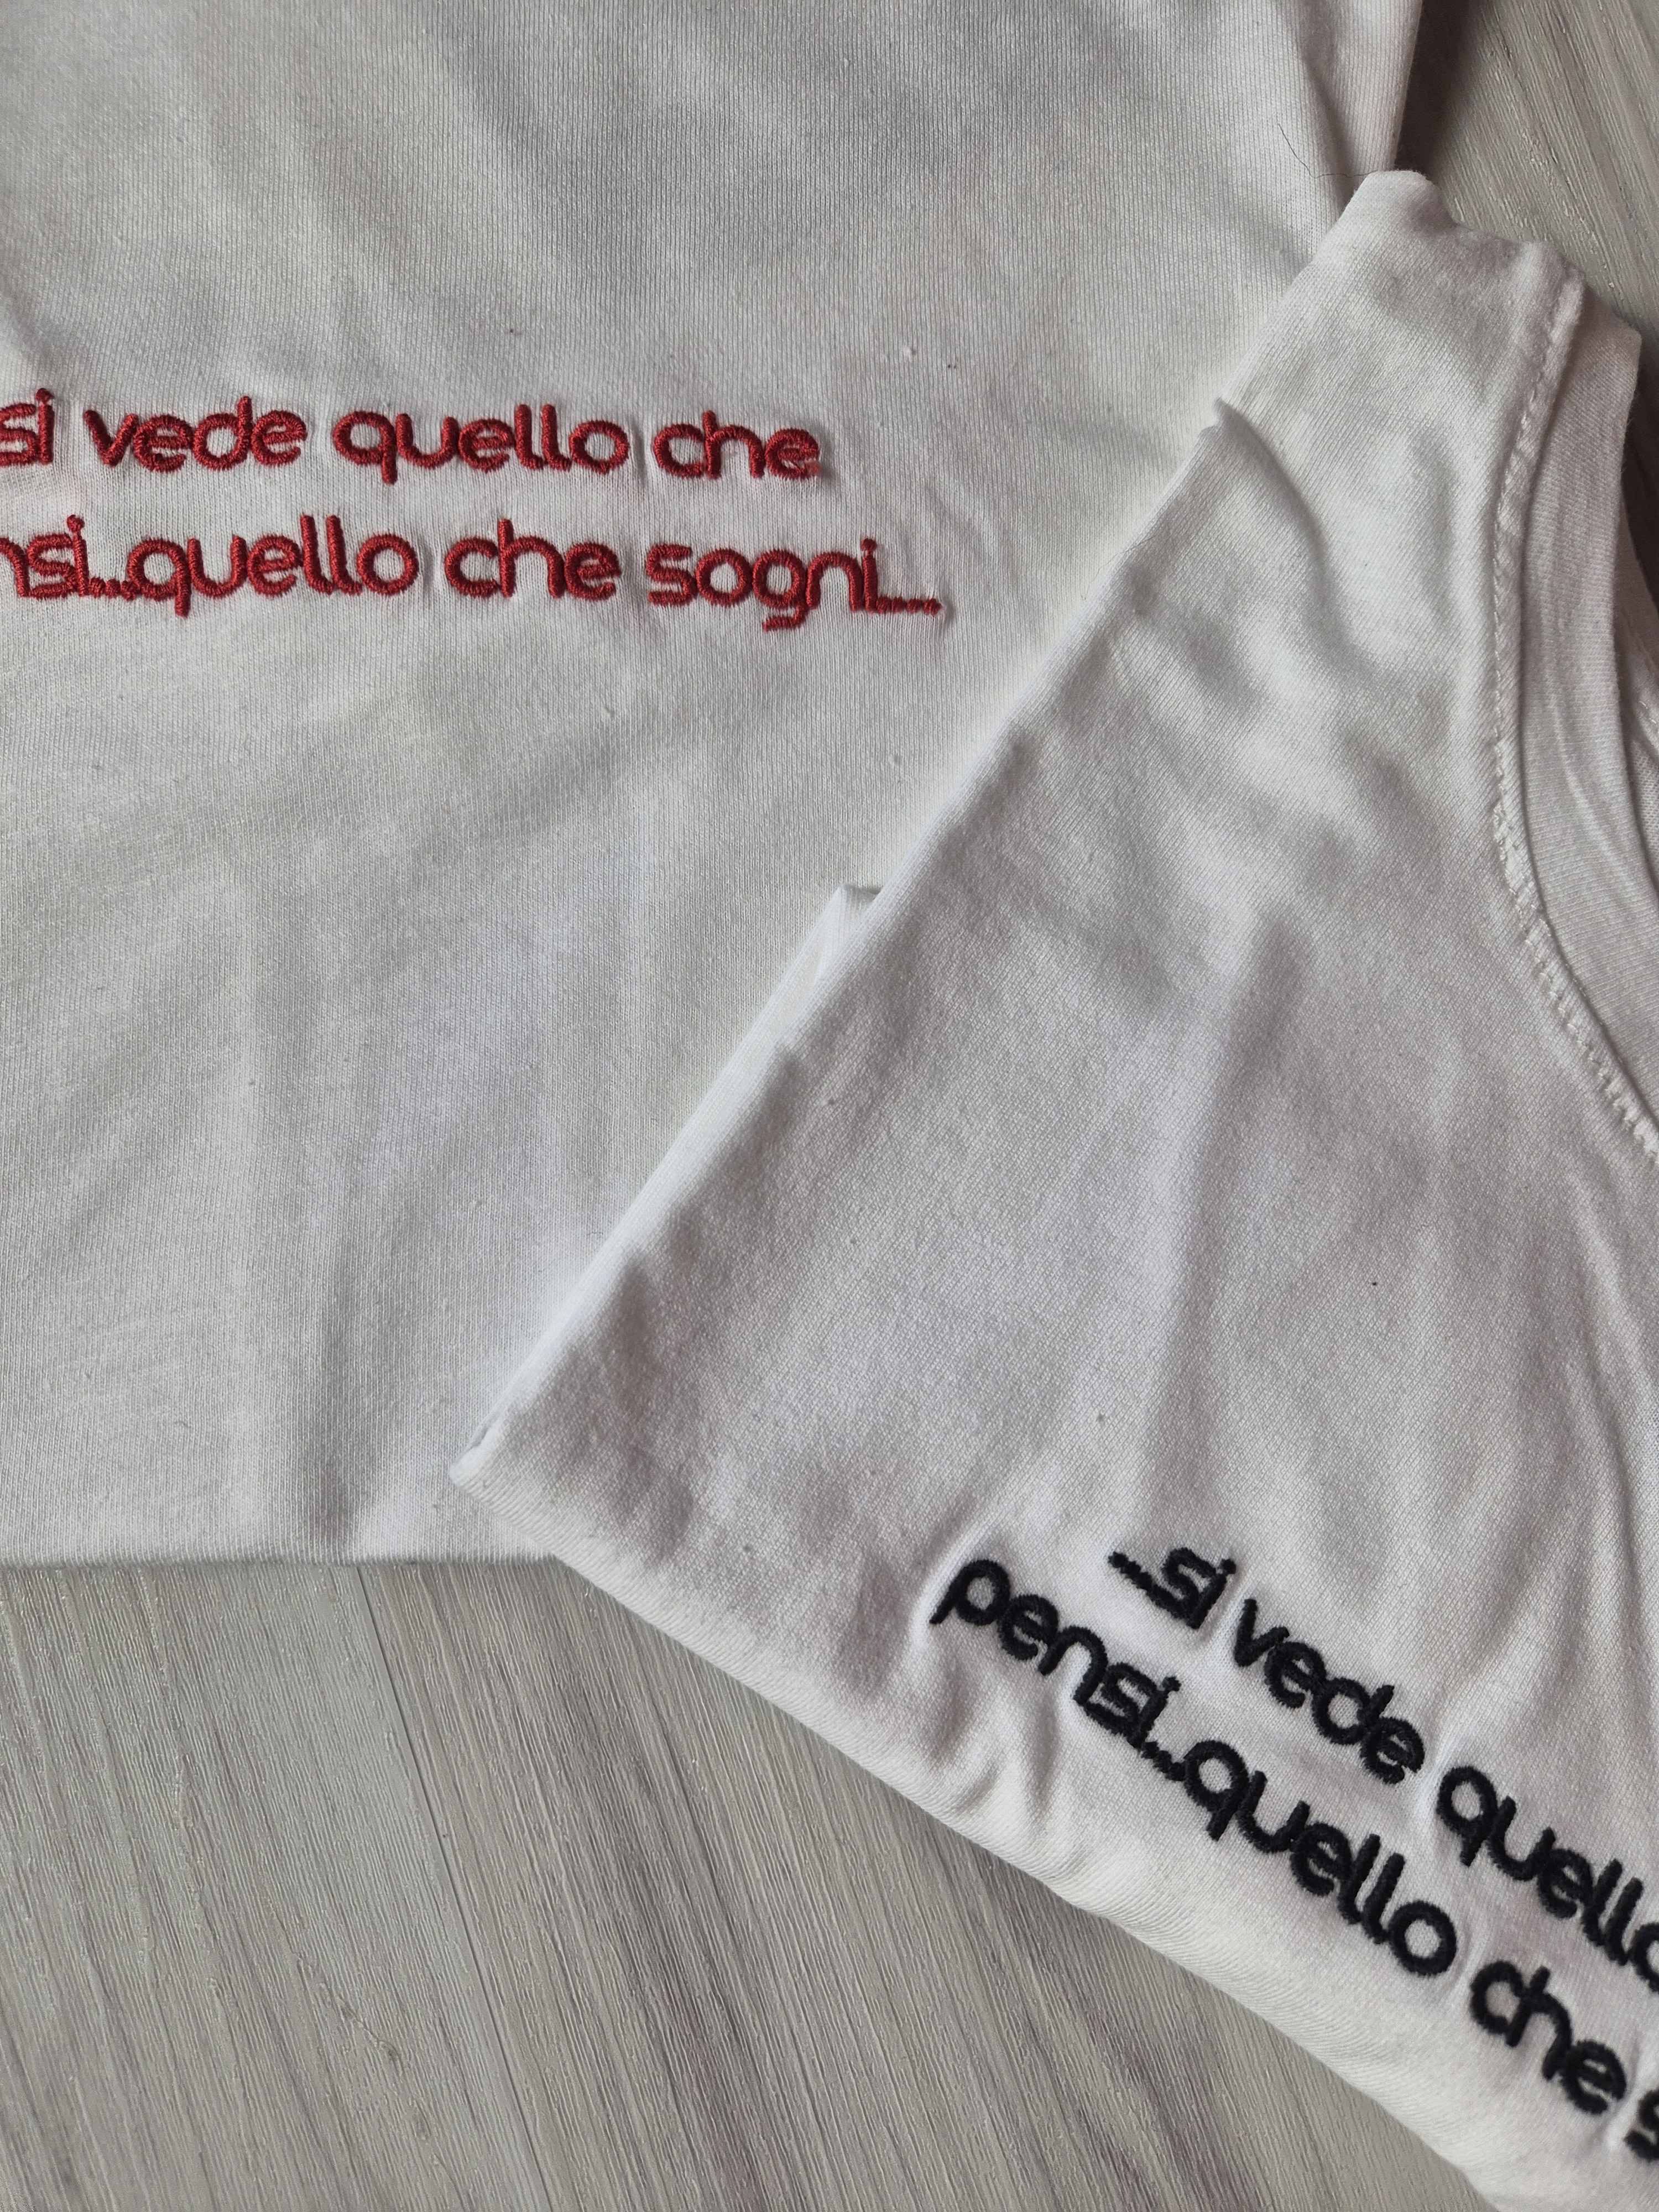 si vede quello che
nsi...quello che sogni....
...si vede quello
pensi...quello che s